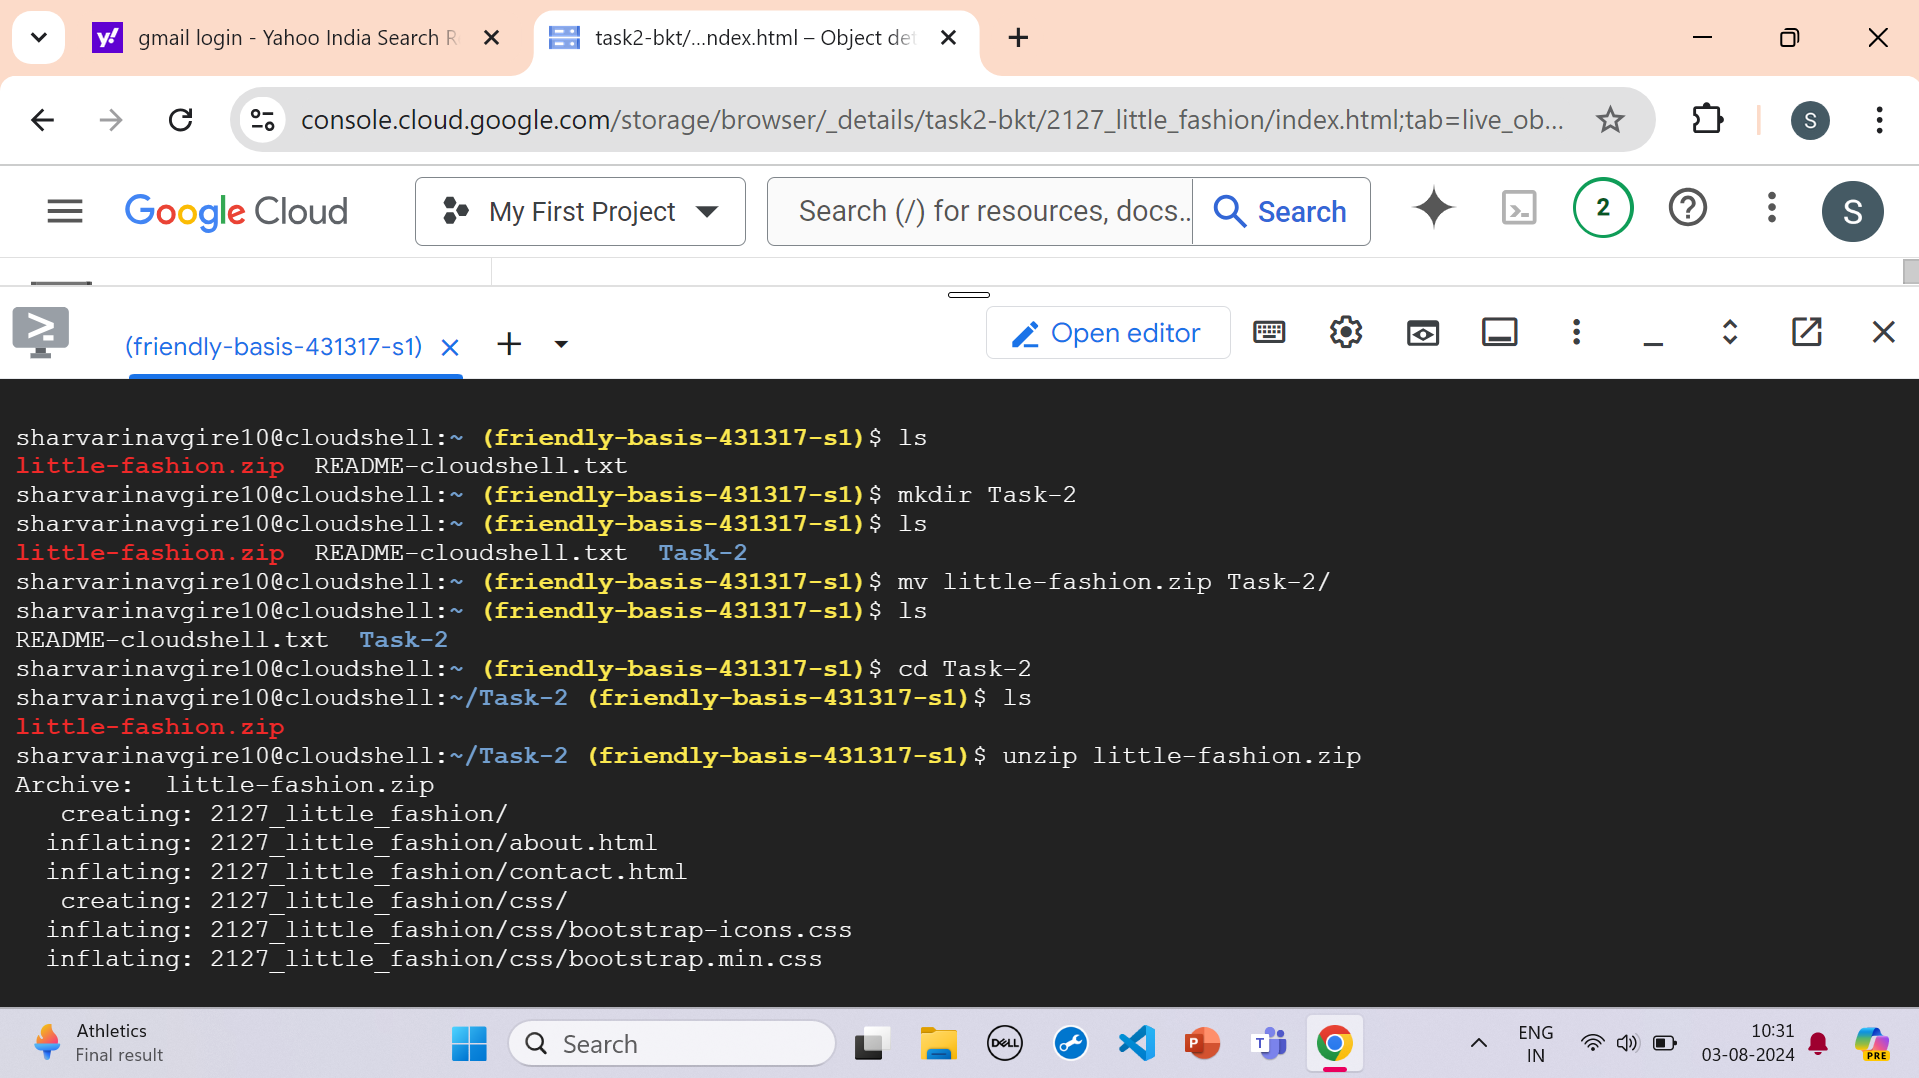 gmail login - Yahoo India Search R
task2-bkt/...ndex.html – Object det
console.cloud.google.com/storage/browser/_details/task2-bkt/2127_little_fashion/index.html;tab=live_ob...
S
Google Cloud
My First Project
Search (/) for resources, docs...
Search
2
S
(friendly-basis-431317-s1)
Open editor
sharvarinavgire10@cloudshell:~ (friendly-basis-431317-s1)$ ls
little-fashion.zip  README-cloudshell.txt
sharvarinavgire10@cloudshell:~ (friendly-basis-431317-s1)$ mkdir Task-2
sharvarinavgire10@cloudshell:~ (friendly-basis-431317-s1)$ ls
little-fashion.zip  README-cloudshell.txt  Task-2
sharvarinavgire10@cloudshell:~ (friendly-basis-431317-s1)$ mv little-fashion.zip Task-2/
sharvarinavgire10@cloudshell:~ (friendly-basis-431317-s1)$ ls
README-cloudshell.txt  Task-2
sharvarinavgire10@cloudshell:~ (friendly-basis-431317-s1)$ cd Task-2
sharvarinavgire10@cloudshell:~/Task-2 (friendly-basis-431317-s1)$ ls
little-fashion.zip
sharvarinavgire10@cloudshell:~/Task-2 (friendly-basis-431317-s1)$ unzip little-fashion.zip
Archive:  little-fashion.zip
   creating: 2127_little_fashion/
  inflating: 2127_little_fashion/about.html
  inflating: 2127_little_fashion/contact.html
   creating: 2127_little_fashion/css/
  inflating: 2127_little_fashion/css/bootstrap-icons.css
  inflating: 2127_little_fashion/css/bootstrap.min.css
Athletics
Final result
Search
DELL
P
T
ENG
IN
10:31
03-08-2024
PRE